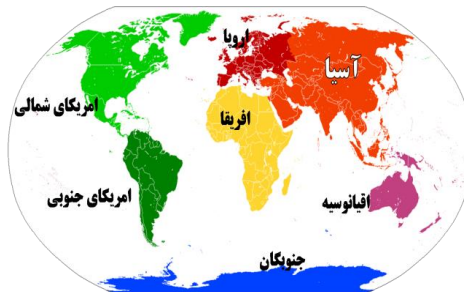 اروپا
آسیا
امریکای شمالی
افریقا
امریکای جنوبی
اقیانوسیه
جنوبگان